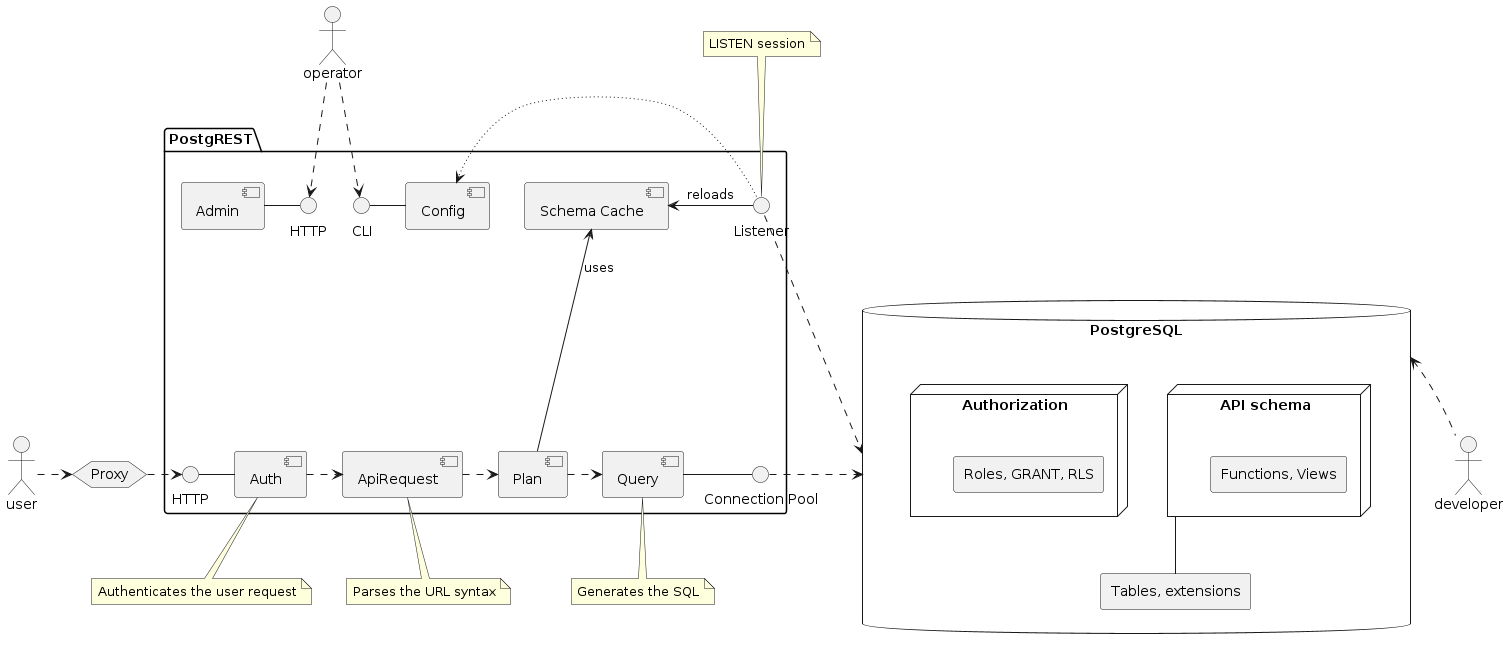 operator
LISTEN session
PostgREST
Admin
HTTP
CLI
Config
Schema Cache
reloads
Listener
uses
PostgreSQL
Authorization
API schema
Roles, GRANT, RLS
Functions, Views
Tables, extensions
user
Proxy
HTTP
Auth
ApiRequest
Plan
Query
Connection Pool
developer
Authenticates the user request
Parses the URL syntax
Generates the SQL